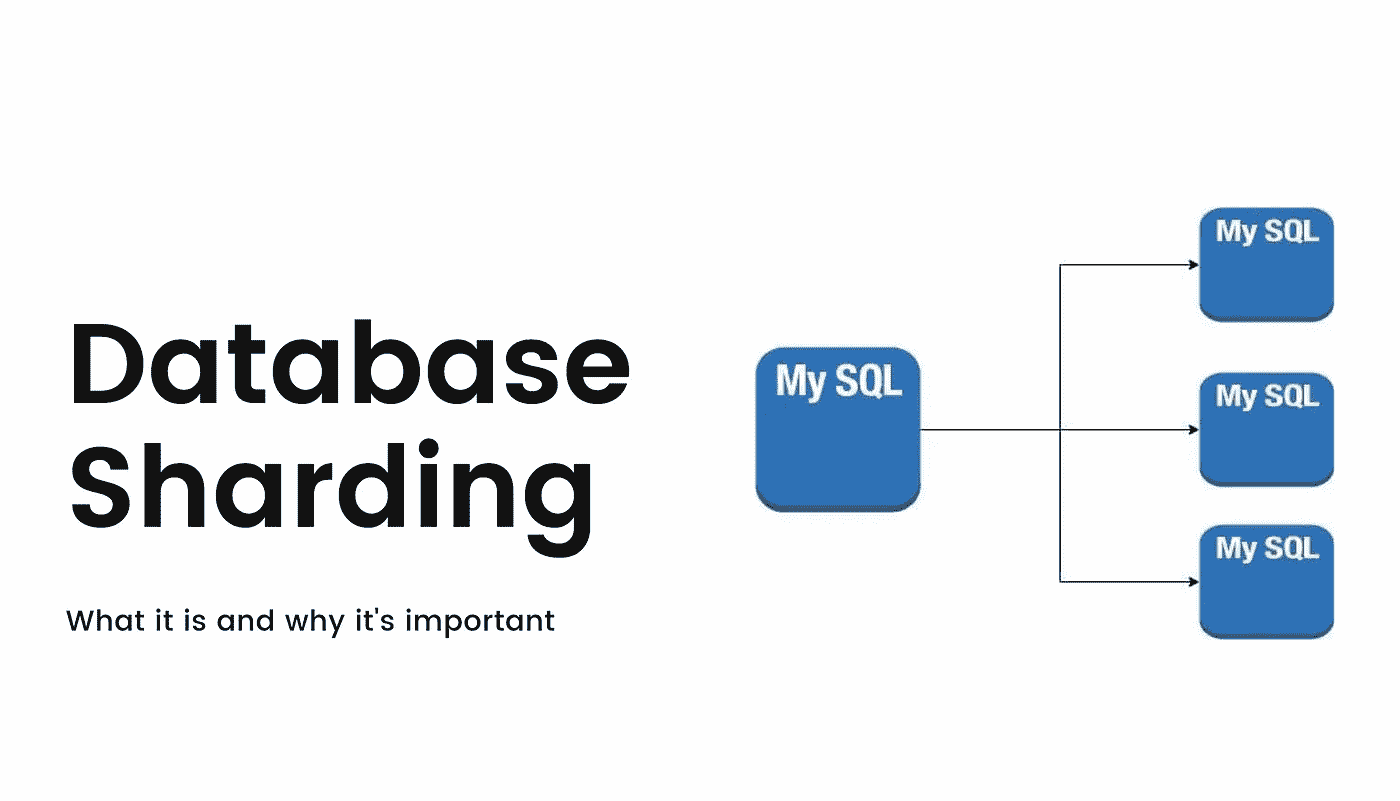 Database
Sharding
What it is and why it's important
My SQL
My SQL
My SQL
My SQL